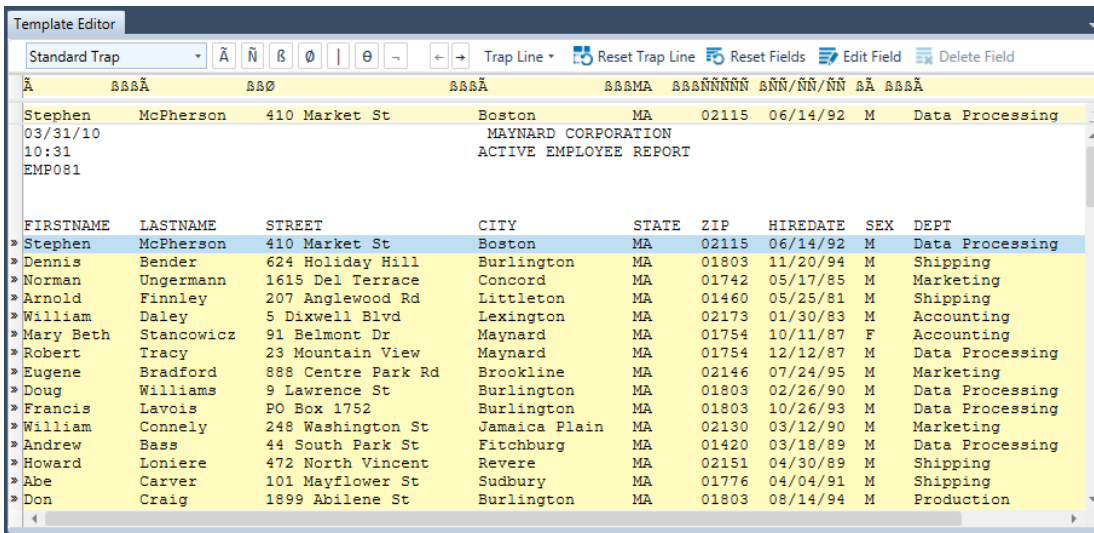 Template Editor
Standard Trap Ã Ñ ß Ø | θ ¬ ← → Trap Line Reset Trap Line Reset Fields Edit Field Delete Field
Ã ßßßÃ ßßØ ßßßÃ ßßßMA ßßßÑÑÑÑÑ ßÑÑ/ÑÑ/ÑÑ ßÃ ßßßÃ
Stephen McPherson 410 Market St Boston MA 02115 06/14/92 M Data Processing
03/31/10 MAYNARD CORPORATION
10:31 ACTIVE EMPLOYEE REPORT
EMP081
FIRSTNAME LASTNAME STREET CITY STATE ZIP HIREDATE SEX DEPT
» Stephen McPherson 410 Market St Boston MA 02115 06/14/92 M Data Processing
» Dennis Bender 624 Holiday Hill Burlington MA 01803 11/20/94 M Shipping
» Norman Ungermann 1615 Del Terrace Concord MA 01742 05/17/85 M Marketing
» Arnold Finnley 207 Anglewood Rd Littleton MA 01460 05/25/81 M Shipping
» William Daley 5 Dixwell Blvd Lexington MA 02173 01/30/83 M Accounting
» Mary Beth Stancowicz 91 Belmont Dr Maynard MA 01754 10/11/87 F Accounting
» Robert Tracy 23 Mountain View Maynard MA 01754 12/12/87 M Data Processing
» Eugene Bradford 888 Centre Park Rd Brookline MA 02146 07/24/95 M Marketing
» Doug Williams 9 Lawrence St Burlington MA 01803 02/26/90 M Data Processing
» Francis Lavois PO Box 1752 Burlington MA 01803 10/26/93 M Data Processing
» William Connely 248 Washington St Jamaica Plain MA 02130 03/12/90 M Marketing
» Andrew Bass 44 South Park St Fitchburg MA 01420 03/18/89 M Data Processing
» Howard Loniere 472 North Vincent Revere MA 02151 04/30/89 M Shipping
» Abe Carver 101 Mayflower St Sudbury MA 01776 04/04/91 M Shipping
» Don Craig 1899 Abilene St Burlington MA 01803 08/14/94 M Production